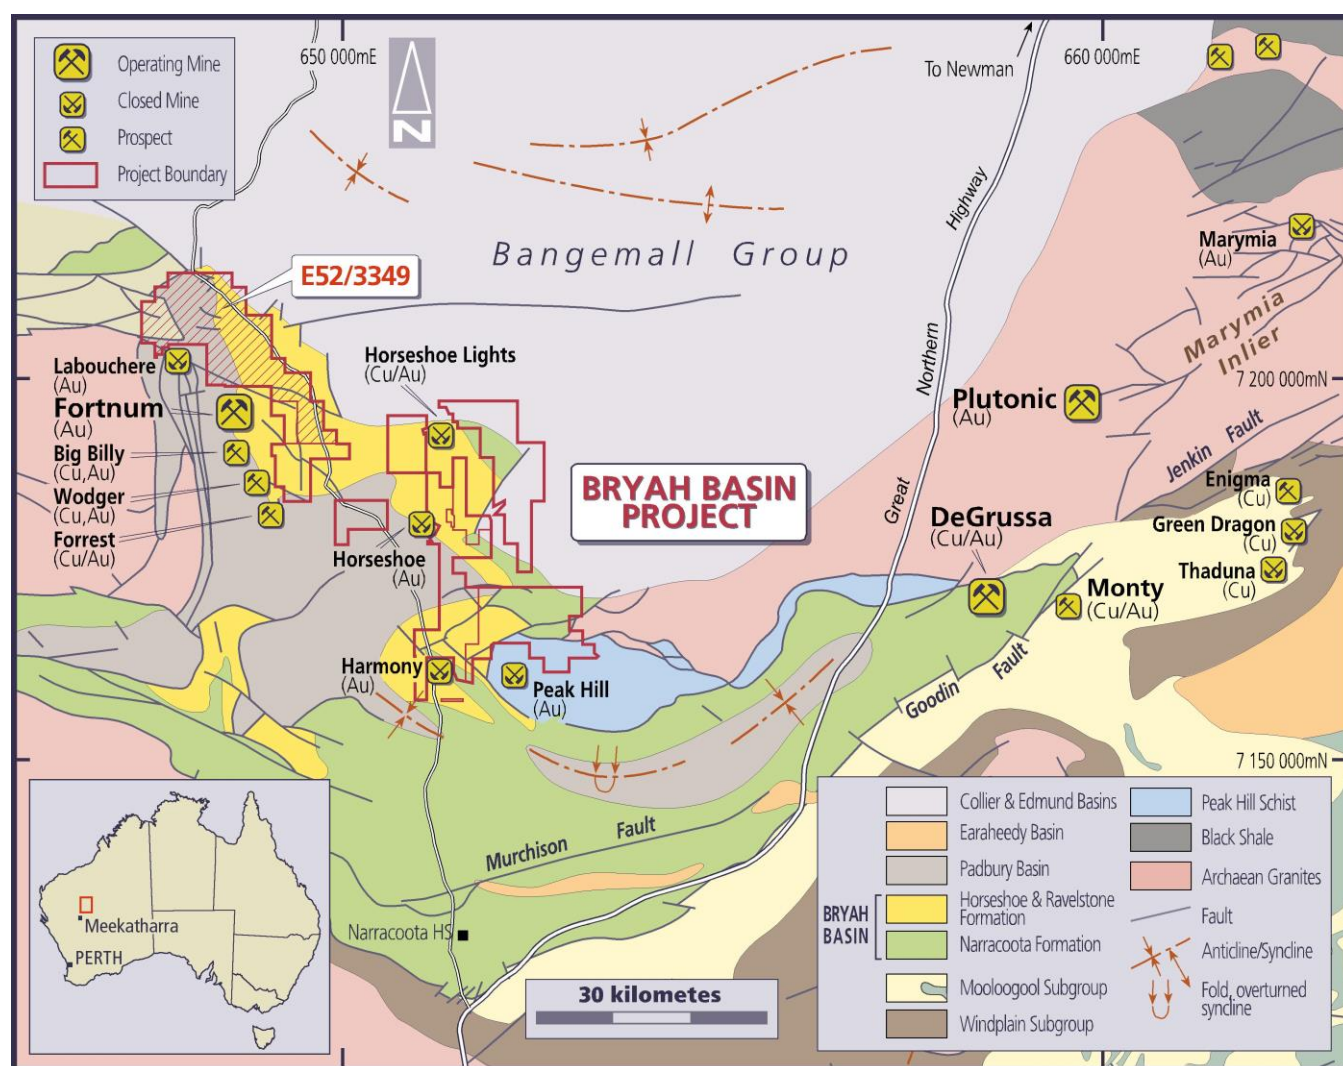 Operating Mine
Closed Mine
Prospect
Project Boundary
650 000mE
N
To Newman
660 000mE
Highway
Northern
Great
Bangemall Group
E52/3349
Marymia
(Au)
Marymia
Inlier
7 200 000mN
Labouchere
(Au)
Fortnum
(Au)
Big Billy
(Cu,Au)
Wodger
(Cu,Au)
Forrest
(Cu/Au)
Horseshoe Lights
(Cu/Au)
BRYAH BASIN
PROJECT
Horseshoe
(Au)
Plutonic
(Au)
Jenkin Fault
Enigma
(Cu)
DeGrussa
(Cu/Au)
Green Dragon
(Cu)
Thaduna
(Cu)
Monty
(Cu/Au)
Harmony
(Au)
Peak Hill
(Au)
Goodin Fault
7 150 000mN
Murchison Fault
Narracoota HS
30 kilometes
Meekatharra
PERTH
Collier & Edmund Basins
Earaheedy Basin
Padbury Basin
BRYAH
BASIN
Horseshoe & Ravelstone
Formation
Narracoota Formation
Mooloogool Subgroup
Windplain Subgroup
Peak Hill Schist
Black Shale
Archaean Granites
Fault
Anticline/Syncline
Fold, overturned
syncline